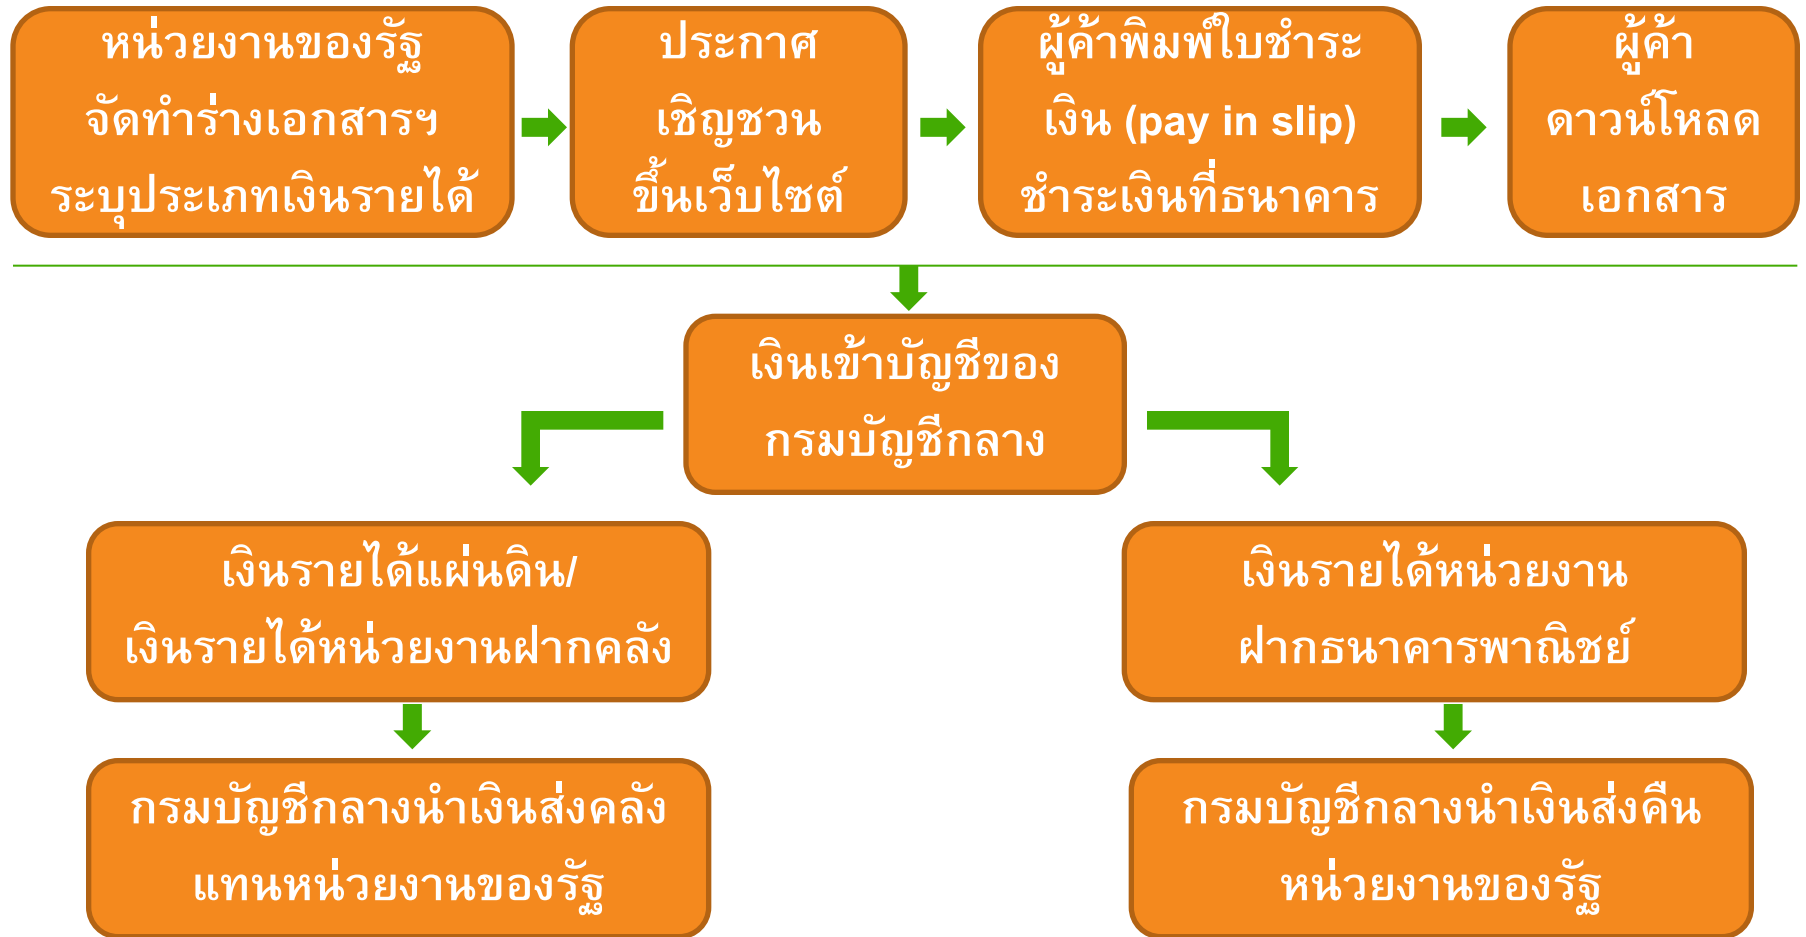 หน่วยงานของรัฐ
จัดทำร่างเอกสารฯ
ระบุประเภทเงินรายได้
ประกาศ
เชิญชวน
ขึ้นเว็บไซต์
ผู้ค้าพิมพ์ใบชำระ
เงิน (pay in slip)
ชำระเงินที่ธนาคาร
ผู้ค้า
ดาวน์โหลด
เอกสาร
เงินเข้าบัญชีของ
กรมบัญชีกลาง
เงินรายได้แผ่นดิน/
เงินรายได้หน่วยงานฝากคลัง
เงินรายได้หน่วยงาน
ฝากธนาคารพาณิชย์
กรมบัญชีกลางนำเงินส่งคลัง
แทนหน่วยงานของรัฐ
กรมบัญชีกลางนำเงินส่งคืน
หน่วยงานของรัฐ